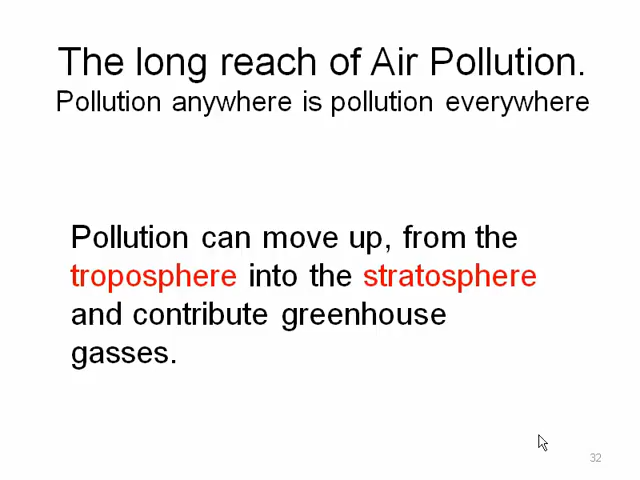 The long reach of Air Pollution.
Pollution anywhere is pollution everywhere
Pollution can move up, from the
troposphere into the stratosphere
and contribute greenhouse
gasses.
32